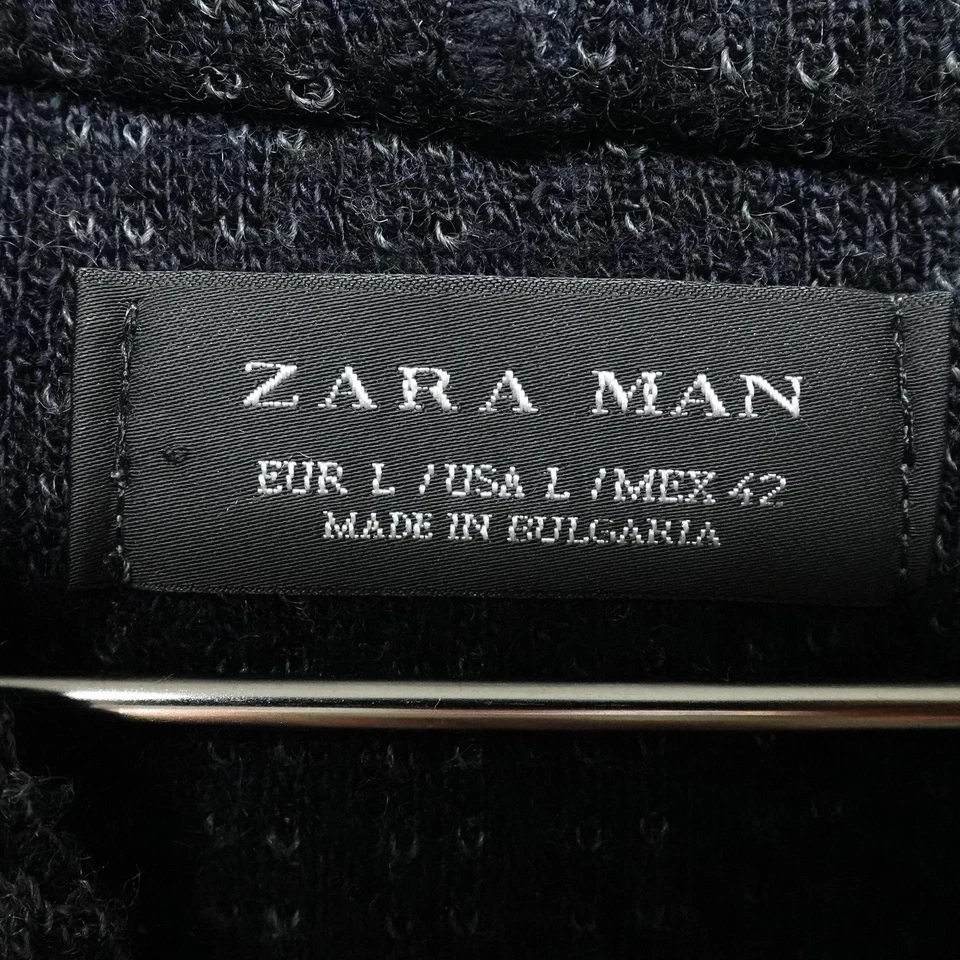 ZARA MAN
EUR L /USA L /MEX 42
MADE IN BULGARIA